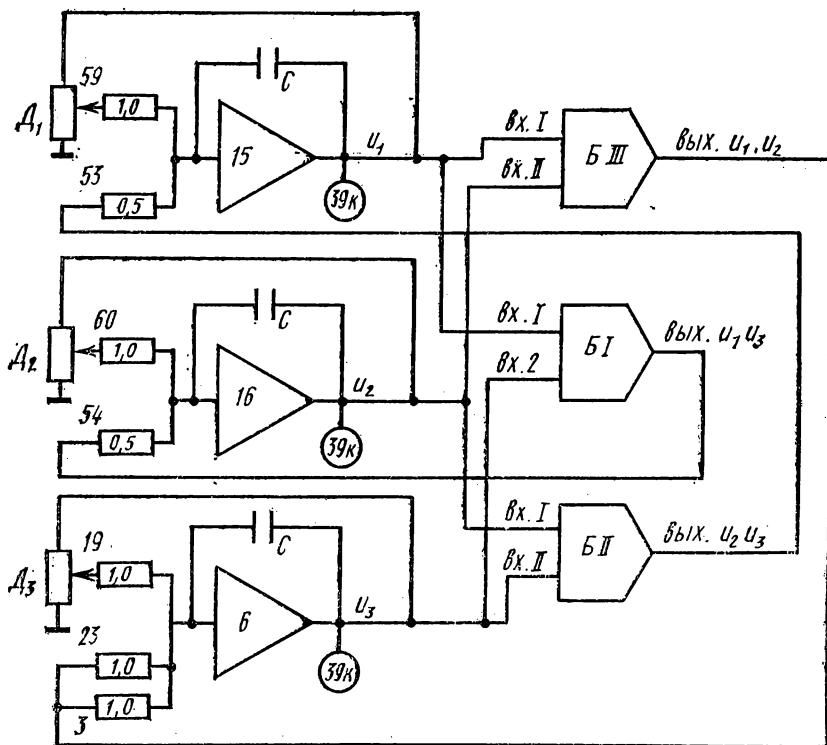 59
Д₁
1,0
C
15
u₁
39к
вх. I
вх. II
Б III
вых. u₁, u₂
53
0,5
60
Д₂
1,0
C
16
u₂
39к
вх. I
вх. 2
Б I
вых. u₁ u₃
54
0,5
19
Д₃
1,0
C
6
u₃
39к
вх. I
вх. II
Б II
вых. u₂ u₃
23
1,0
1,0
3